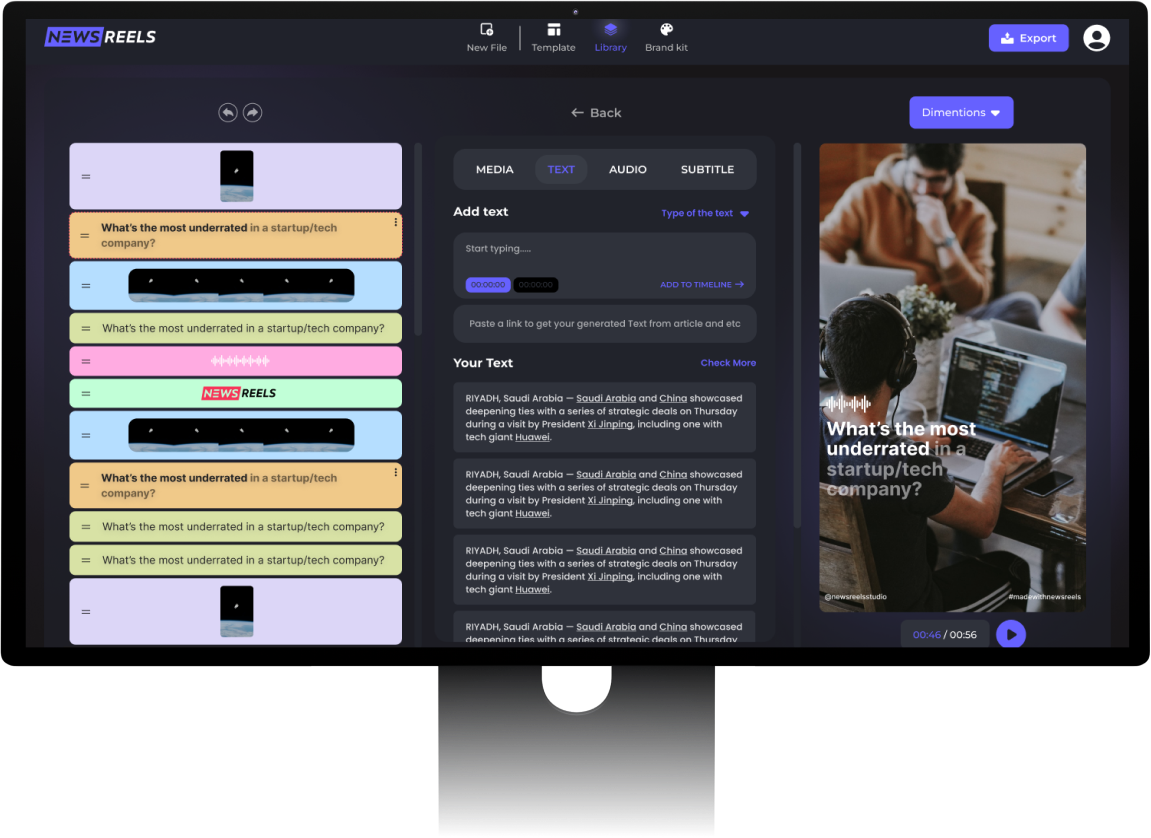 NEWSREELS
New File
Template
Library
Brand kit
Export
Back
Dimentions
What's the most underrated in a startup/tech
company?
What's the most underrated in a startup/tech company?
NEWSREELS
What's the most underrated in a startup/tech
company?
What's the most underrated in a startup/tech company?
What's the most underrated in a startup/tech company?
MEDIA TEXT AUDIO SUBTITLE
Add text
Type of the text
Start typing.....
00:00:00 00:00:00
ADD TO TIMELINE
Paste a link to get your generated Text from article and etc
Your Text
Check More
RIYADH, Saudi Arabia — Saudi Arabia and China showcased
deepening ties with a series of strategic deals on Thursday
during a visit by President Xi Jinping, including one with
tech giant Huawei.
RIYADH, Saudi Arabia — Saudi Arabia and China showcased
deepening ties with a series of strategic deals on Thursday
during a visit by President Xi Jinping, including one with
tech giant Huawei.
RIYADH, Saudi Arabia — Saudi Arabia and China showcased
deepening ties with a series of strategic deals on Thursday
during a visit by President Xi Jinping, including one with
tech giant Huawei.
RIYADH, Saudi Arabia — Saudi Arabia and China showcased
deepening ties with a series of strategic deals on Thursday
What's the most
underrated in a
startup/tech
company?
@newsreelsstudio
#madewithnewsreels
00:46 / 00:56